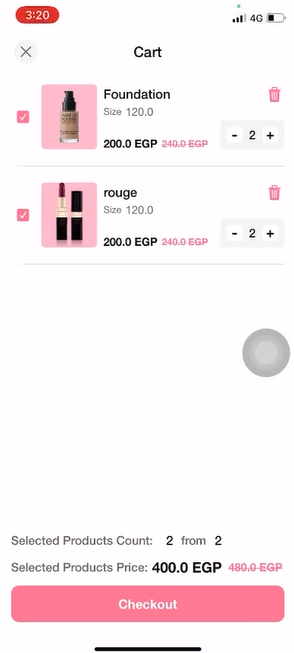 3:20
4G
Cart
Foundation
Size 120.0
200.0 EGP 240.0 EGP
- 2 +
rouge
Size 120.0
200.0 EGP 240.0 EGP
- 2 +
Selected Products Count: 2 from 2
Selected Products Price: 400.0 EGP 480.0 EGP
Checkout